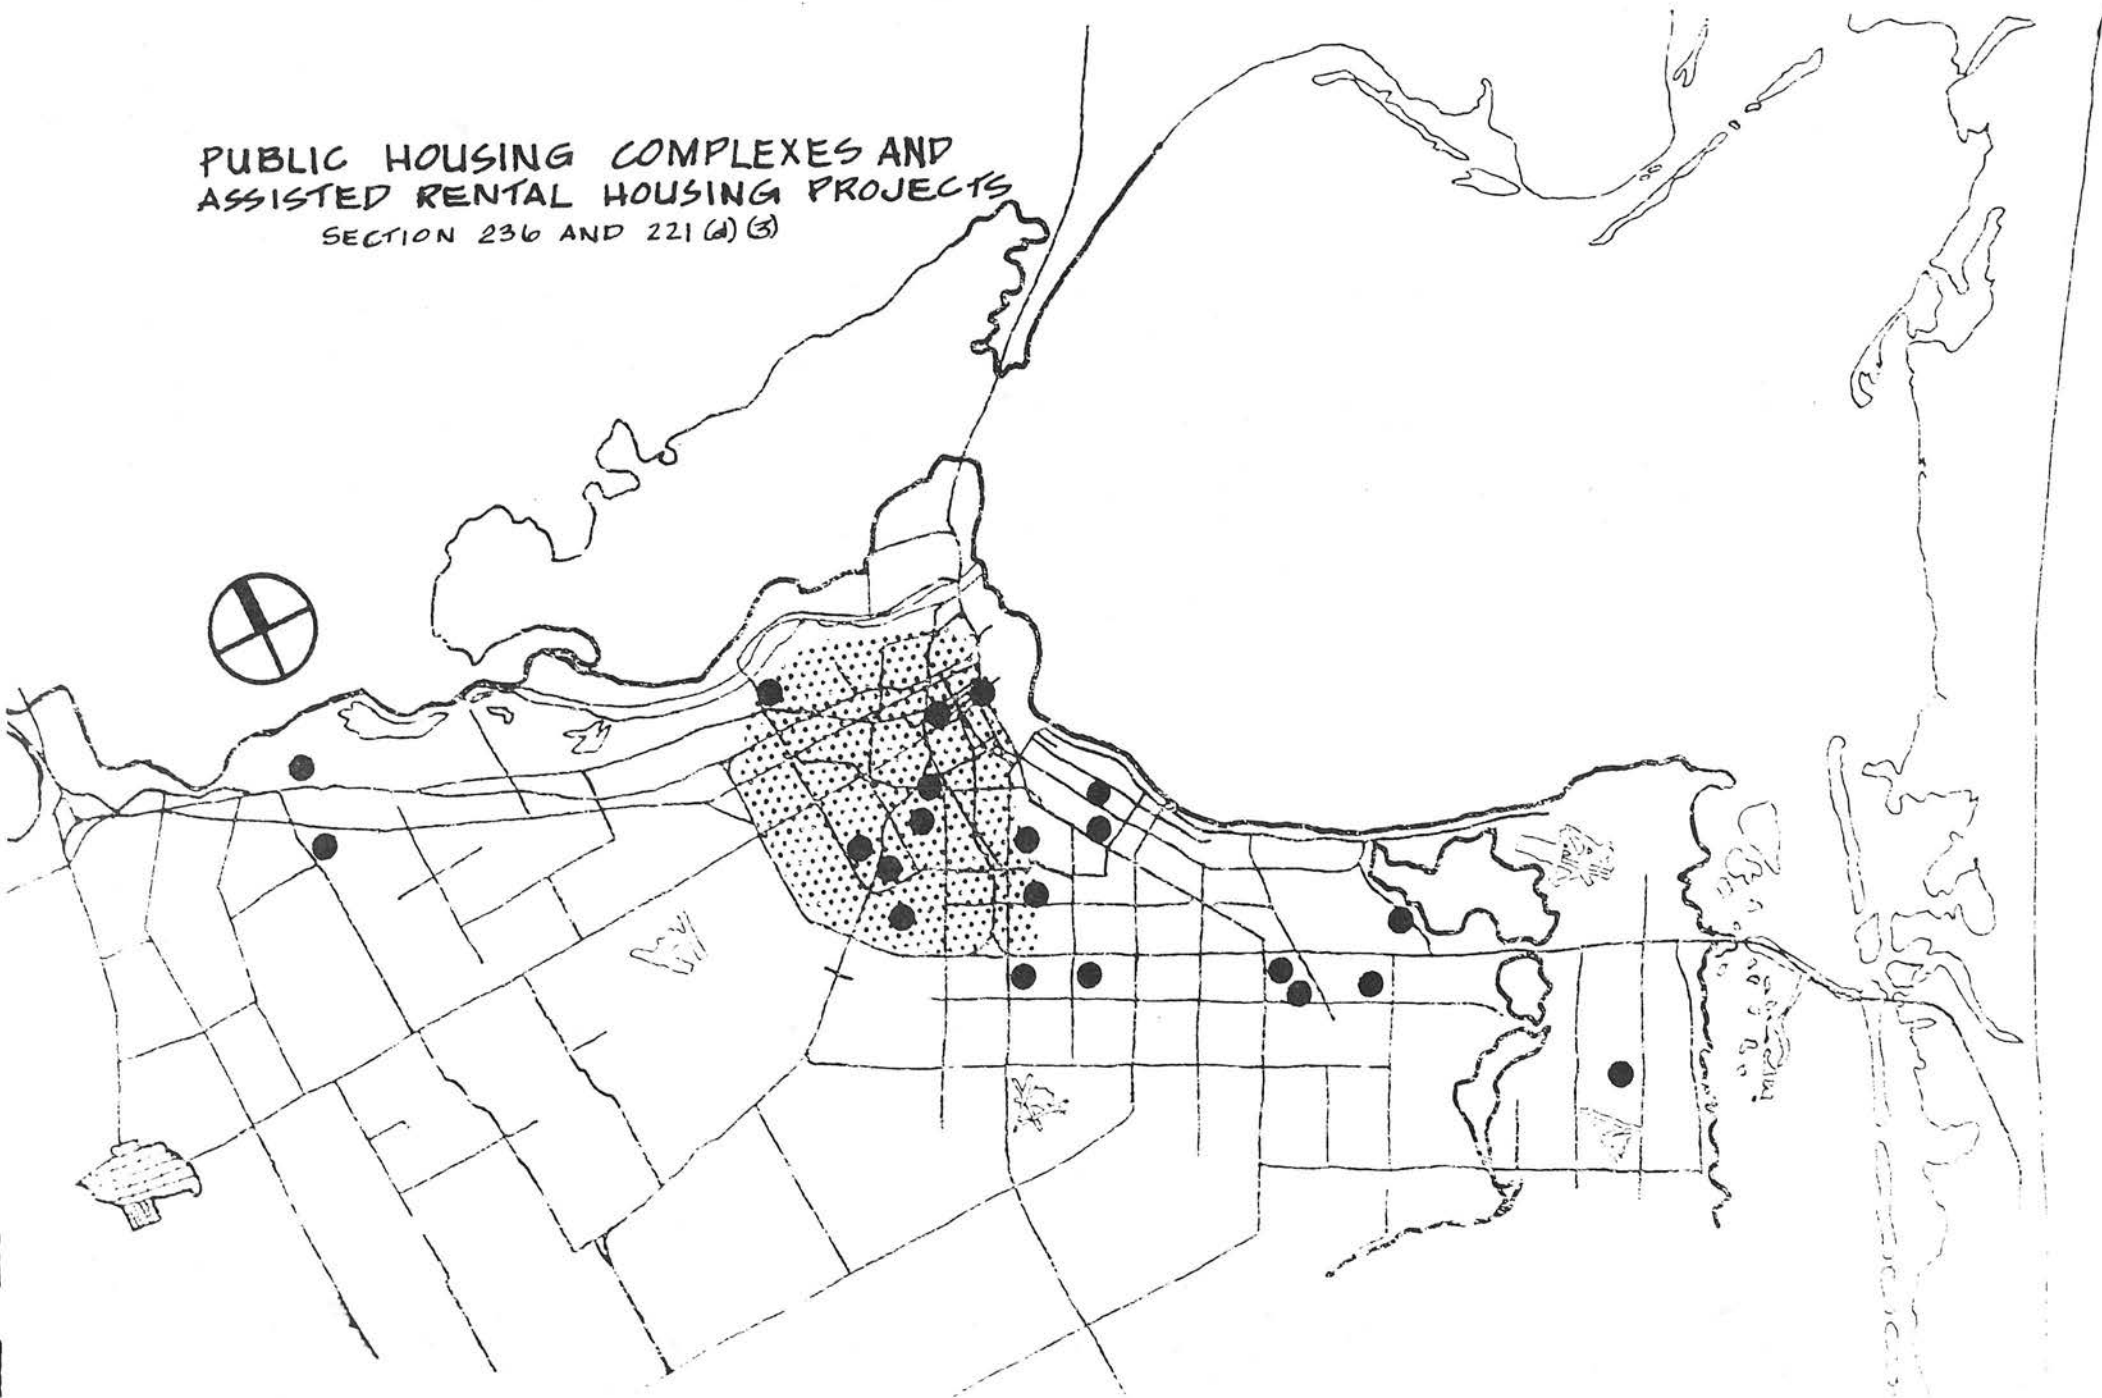 PUBLIC HOUSING COMPLEXES AND
ASSISTED RENTAL HOUSING PROJECTS
SECTION 236 AND 221 (d) (3)